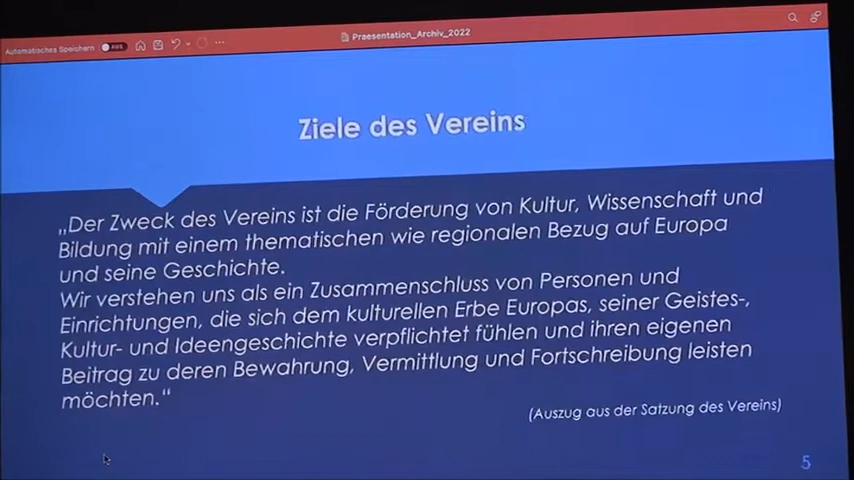 Automatisches Speichern AUS Praesentation_Archiv_2022
Ziele des Vereins
„Der Zweck des Vereins ist die Förderung von Kultur, Wissenschaft und
Bildung mit einem thematischen wie regionalen Bezug auf Europa
und seine Geschichte.
Wir verstehen uns als ein Zusammenschluss von Personen und
Einrichtungen, die sich dem kulturellen Erbe Europas, seiner Geistes-,
Kultur- und Ideengeschichte verpflichtet fühlen und ihren eigenen
Beitrag zu deren Bewahrung, Vermittlung und Fortschreibung leisten
möchten.“
(Auszug aus der Satzung des Vereins)
5